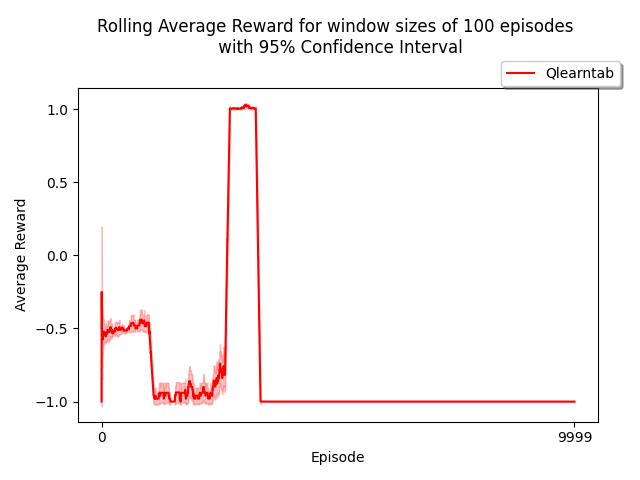 Rolling Average Reward for window sizes of 100 episodes
with 95% Confidence Interval
Qlearntab
1.0
0.5
0.0
−0.5
−1.0
Average Reward
0
9999
Episode